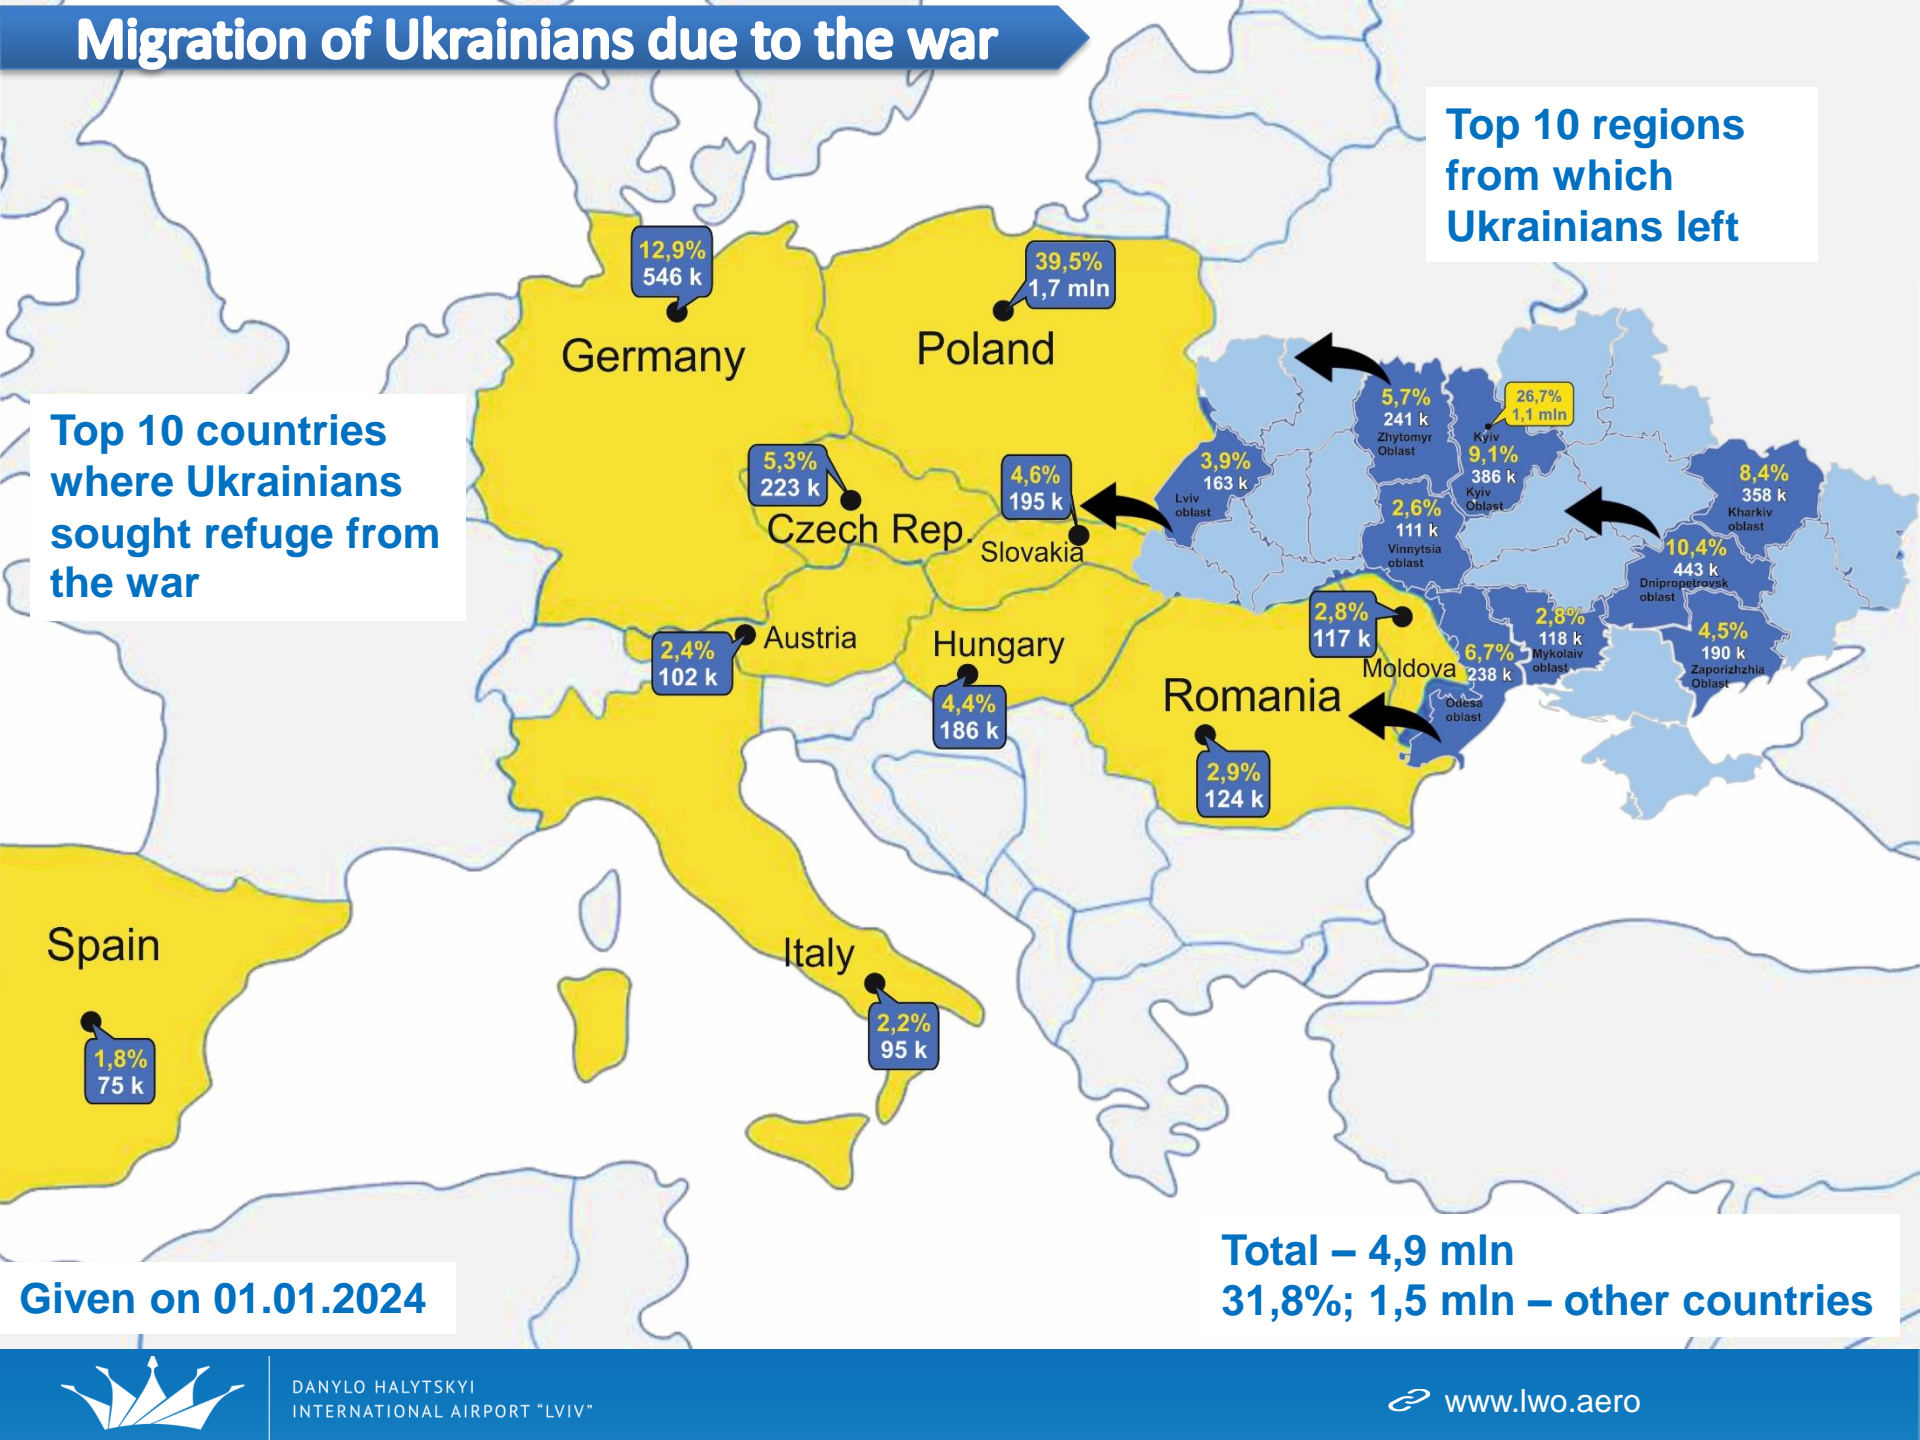 Migration of Ukrainians due to the war
Top 10 regions
from which
Ukrainians left
12,9%
546 k
Germany
39,5%
1,7 mln
Poland
Top 10 countries
where Ukrainians
sought refuge from
the war
5,3%
223 k
Czech Rep.
4,6%
195 k
Slovakia
3,9%
163 k
Lviv
oblast
5,7%
241 k
Zhytomyr
Oblast
26,7%
1,1 mln
Kyiv
9,1%
386 k
Kyiv
Oblast
8,4%
358 k
Kharkiv
oblast
2,6%
111 k
Vinnytsia
oblast
10,4%
443 k
Dnipropetrovsk
oblast
2,8%
118 k
Mykolaiv
oblast
4,5%
190 k
Zaporizhzhia
Oblast
6,7%
238 k
Odesa
oblast
2,8%
117 k
Moldova
2,4%
102 k
Austria
Hungary
4,4%
186 k
Romania
2,9%
124 k
Spain
1,8%
75 k
Italy
2,2%
95 k
Total – 4,9 mln
31,8%; 1,5 mln – other countries
Given on 01.01.2024
DANYLO HALYTSKYI
INTERNATIONAL AIRPORT “LVIV”
www.lwo.aero